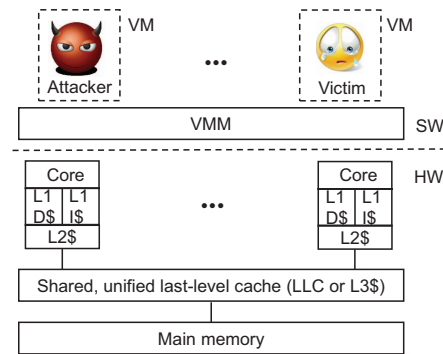 VM
VM
...
Attacker
Victim
VMM
SW
HW
Core
Core
L1 L1
D$ I$
L2$
...
L1 L1
D$ I$
L2$
Shared, unified last-level cache (LLC or L3$)
Main memory